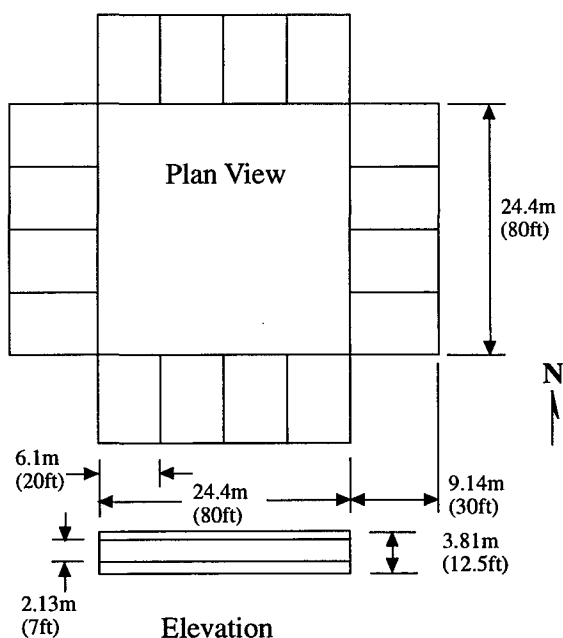 Plan View
24.4m
(80ft)
N
6.1m
(20ft)
24.4m
(80ft)
9.14m
(30ft)
3.81m
(12.5ft)
2.13m
(7ft)
Elevation